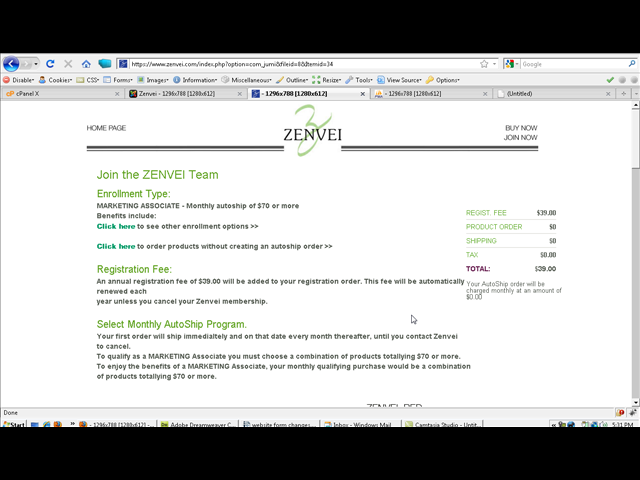 https://www.zenvei.com/index.php?option=com_jumi&fileid=8&Itemid=34
Google
Disable Cookies CSS Forms Images Information Miscellaneous Outline Resize Tools View Source Options
cPanel X
Zenvei - 1296x788 [1280x612]
- 1296x788 [1280x612]
- 1296x788 [1280x612]
(Untitled)
HOME PAGE
ZENVEI
BUY NOW
JOIN NOW
Join the ZENVEI Team
Enrollment Type:
MARKETING ASSOCIATE - Monthly autoship of $70 or more
Benefits include:
Click here to see other enrollment options >>
Click here to order products without creating an autoship order >>
REGIST. FEE $39.00
PRODUCT ORDER $0
SHIPPING $0
TAX $0.00
TOTAL: $39.00
Your AutoShip order will be
charged monthly at an amount of
$0.00
Registration Fee:
An annual registration fee of $39.00 will be added to your registration order. This fee will be automatically
renewed each
year unless you cancel your Zenvei membership.
Select Monthly AutoShip Program.
Your first order will ship immediately and on that date every month thereafter, until you contact Zenvei
to cancel.
To qualify as a MARKETING Associate you must choose a combination of products totallying $70 or more.
To enjoy the benefits of a MARKETING Associate, your monthly qualifying purchase would be a combination
of products totallying $70 or more.
Done
Start
- 1296x788 [1280x612] -...
Adobe Dreamweaver C...
website form changes...
Inbox - Windows Mail
Camtasia Studio - Untit...
5:31 PM